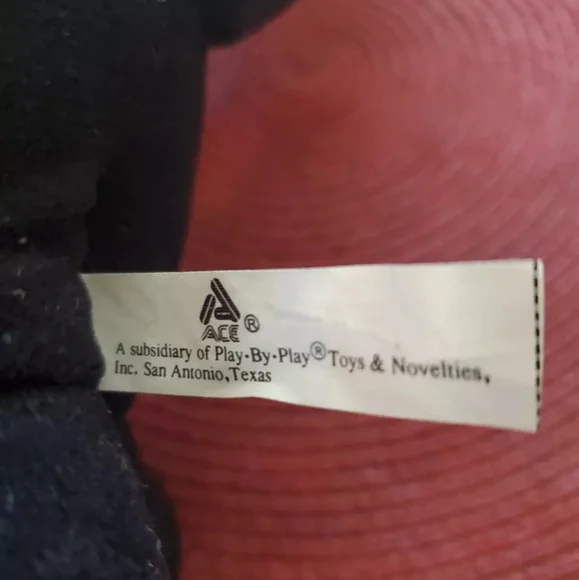 ACE®
A subsidiary of Play-By-Play® Toys & Novelties,
Inc. San Antonio,Texas